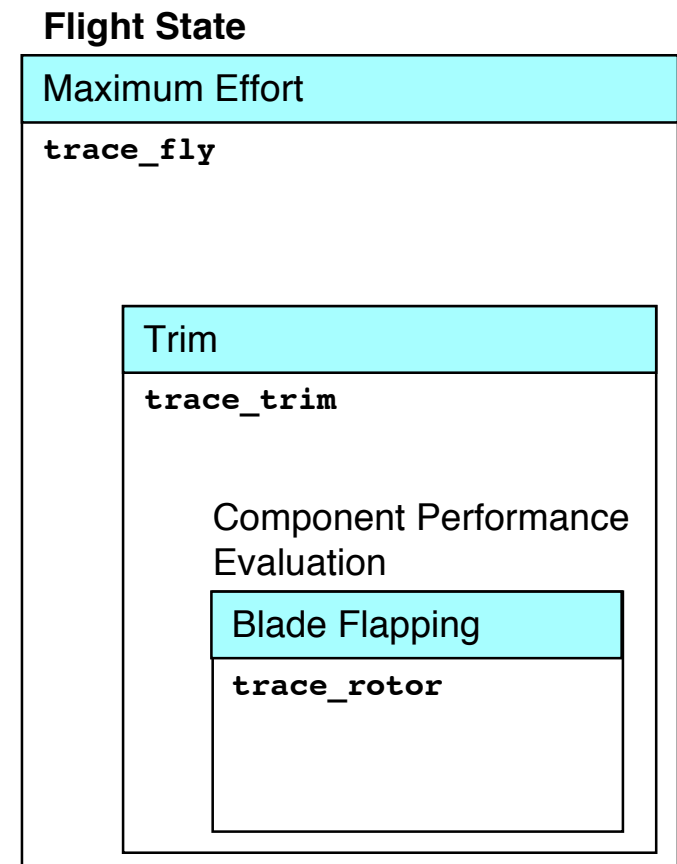 Flight State
Maximum Effort
trace_fly
Trim
trace_trim
Component Performance
Evaluation
Blade Flapping
trace_rotor